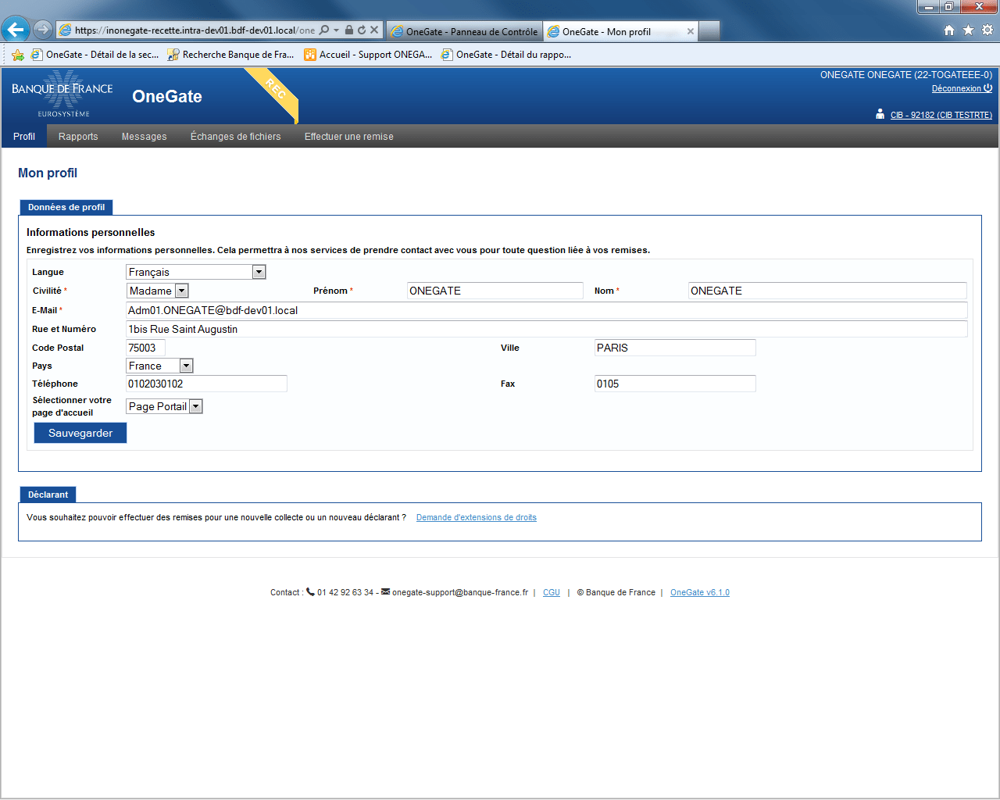 https://inonegate-recette.intra-dev01.bdf-dev01.local/one
OneGate - Panneau de Contrôle
OneGate - Mon profil
OneGate - Détail de la sec...
Recherche Banque de Fra...
Accueil - Support ONEGA...
OneGate - Détail du rappo...
BANQUE DE FRANCE
EUROSYSTÈME
OneGate
REC
ONEGATE ONEGATE (22-TOGATEEE-0)
Déconnexion
CIB - 92182 (CIB TESTRTE)
Profil
Rapports
Messages
Échanges de fichiers
Effectuer une remise
Mon profil
Données de profil
Informations personnelles
Enregistrez vos informations personnelles. Cela permettra à nos services de prendre contact avec vous pour toute question liée à vos remises.
Langue Français
Civilité * Madame Prénom * ONEGATE Nom * ONEGATE
E-Mail * Adm01.ONEGATE@bdf-dev01.local
Rue et Numéro 1bis Rue Saint Augustin
Code Postal 75003 Ville PARIS
Pays France
Téléphone 0102030102 Fax 0105
Sélectionner votre
page d'accueil Page Portail
Sauvegarder
Déclarant
Vous souhaitez pouvoir effectuer des remises pour une nouvelle collecte ou un nouveau déclarant ? Demande d'extensions de droits
Contact : 01 42 92 63 34 - onegate-support@banque-france.fr | CGU | © Banque de France | OneGate v6.1.0